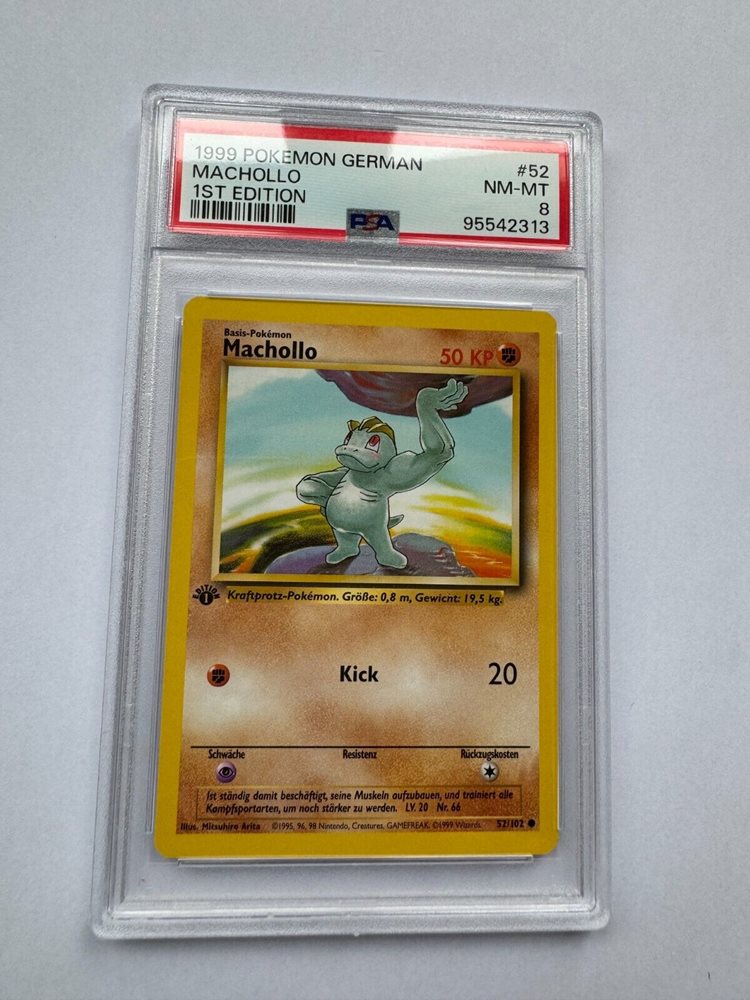 1999 POKEMON GERMAN #52
MACHOLLO NM-MT
1ST EDITION 8
PSA 95542313
Basis-Pokémon
Machollo 50 KP
EDITION 1
Kraftprotz-Pokémon. Größe: 0,8 m, Gewicht: 19,5 kg.
Kick 20
Schwäche Resistenz Rückzugskosten
Ist ständig damit beschäftigt, seine Muskeln aufzubauen, und trainiert alle
Kampfsportarten, um noch stärker zu werden. LV. 20 Nr. 66
Illus. Mitsuhiro Arita ©1995, 96, 98 Nintendo, Creatures, GAMEFREAK. ©1999 Wizards. 52/102